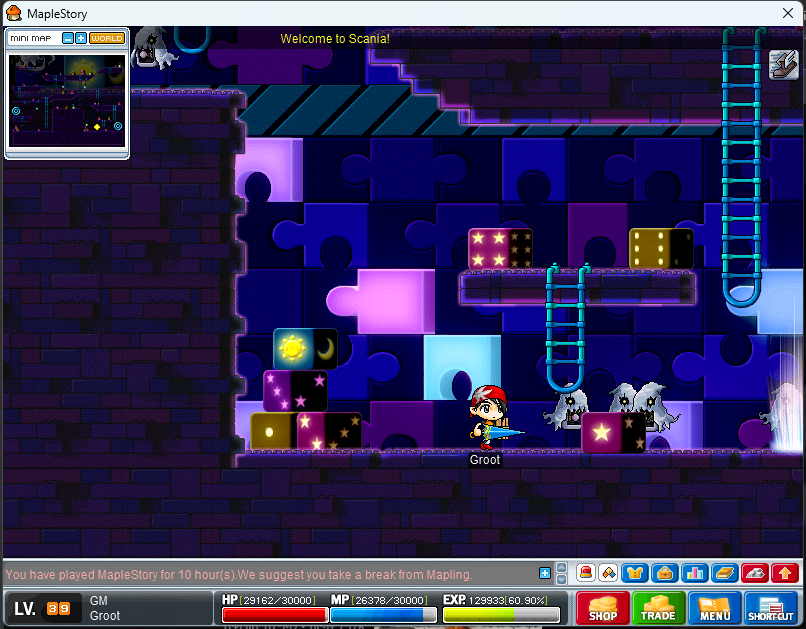 MapleStory
MINI MAP
WORLD
Welcome to Scania!
Groot
You have played MapleStory for 10 hour(s).We suggest you take a break from Mapling.
LV. 39
GM
Groot
HP[29162/30000] MP[26378/30000] EXP 129933[60.90%]
SHOP
TRADE
MENU
SHORTCUT